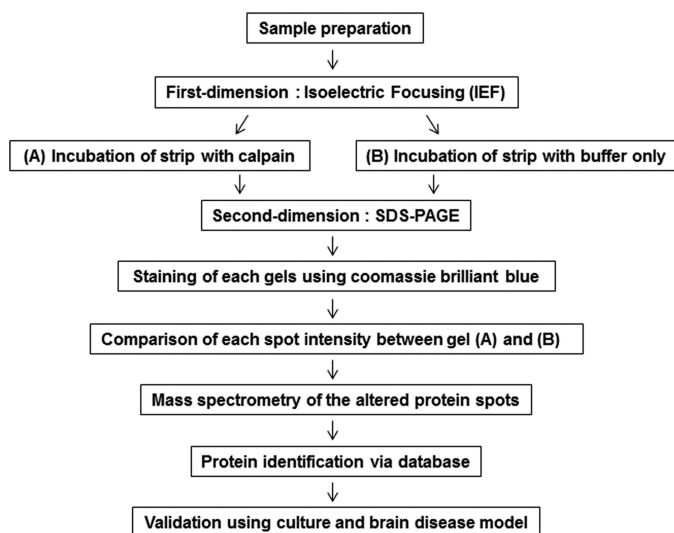 Sample preparation
First-dimension : Isoelectric Focusing (IEF)
(A) Incubation of strip with calpain
(B) Incubation of strip with buffer only
Second-dimension : SDS-PAGE
Staining of each gels using coomassie brilliant blue
Comparison of each spot intensity between gel (A) and (B)
Mass spectrometry of the altered protein spots
Protein identification via database
Validation using culture and brain disease model